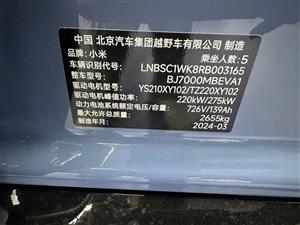 中国 北京汽车集团越野车有限公司 制造
品牌：小米 乘坐人数：5
车辆识别代号：LNBSC1WK8RB003165
整车型号：BJ7000MBEVA1
驱动电机型号：YS210XY102/TZ220XY102
驱动电机峰值功率：220kW/275kW
动力电池系统额定电压/容量：726V/139Ah
最大允许总质量：2655kg
制造年月：2024-03